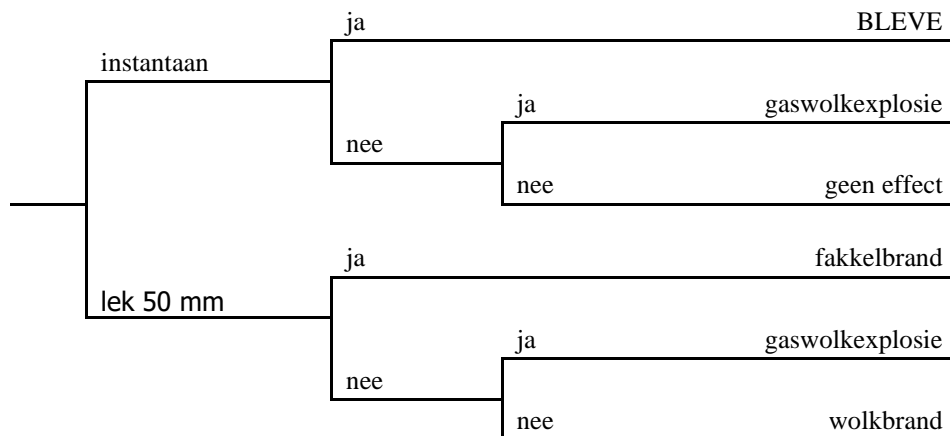 ja BLEVE
instantaan
ja gaswolkexplosie
nee
nee geen effect
ja fakkelbrand
lek 50 mm
ja gaswolkexplosie
nee
nee wolkbrand